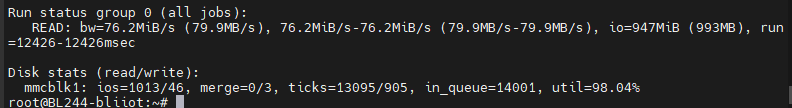 Run status group 0 (all jobs):
   READ: bw=76.2MiB/s (79.9MB/s), 76.2MiB/s-76.2MiB/s (79.9MB/s-79.9MB/s), io=947MiB (993MB), run
=12426-12426msec

Disk stats (read/write):
  mmcblk1: ios=1013/46, merge=0/3, ticks=13095/905, in_queue=14001, util=98.04%
root@BL244-bliiot:~#